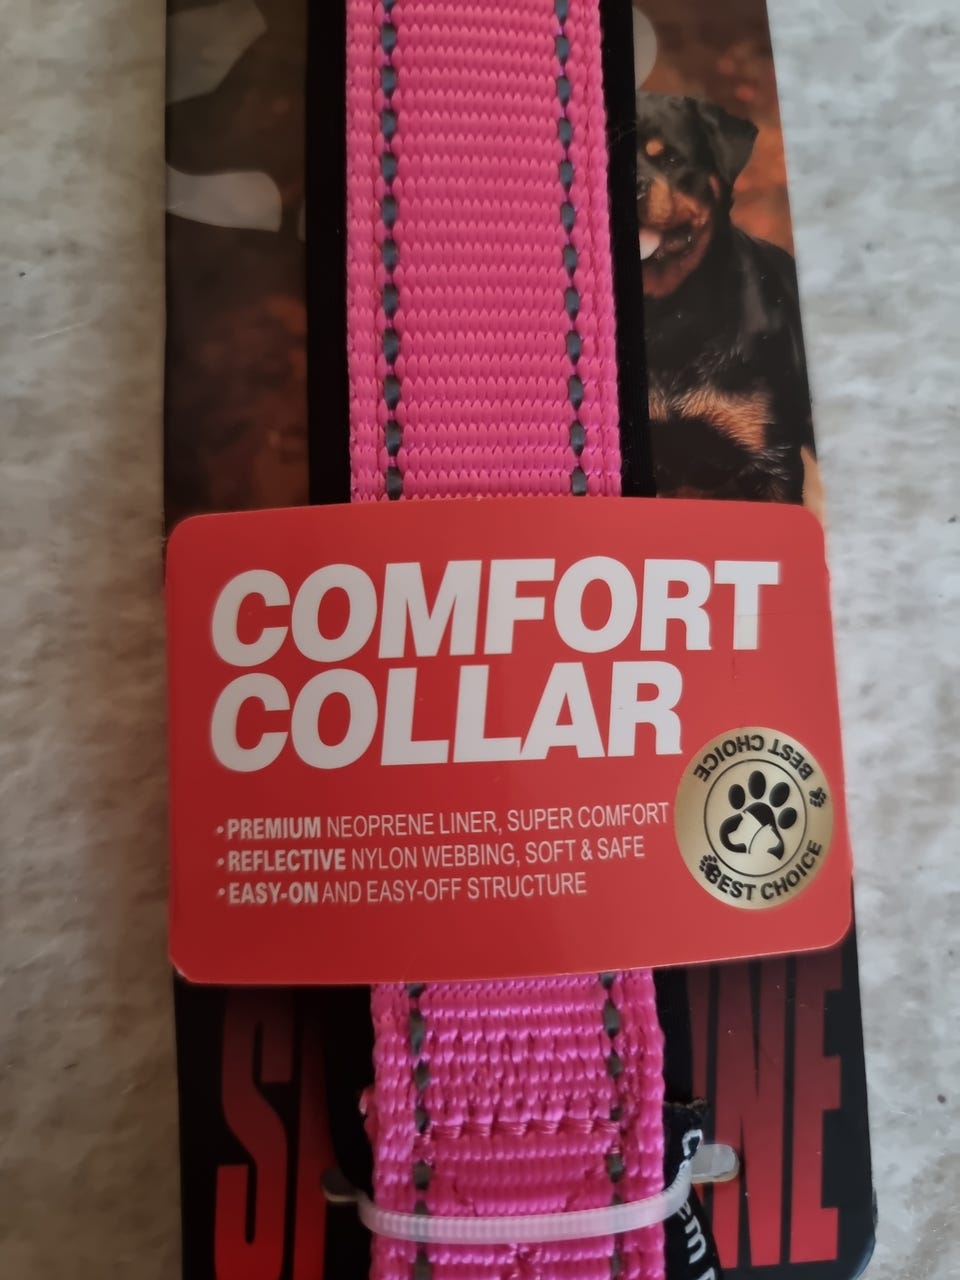 COMFORT
COLLAR
•PREMIUM NEOPRENE LINER, SUPER COMFORT
•REFLECTIVE NYLON WEBBING, SOFT & SAFE
•EASY-ON AND EASY-OFF STRUCTURE
BEST CHOICE
BEST CHOICE